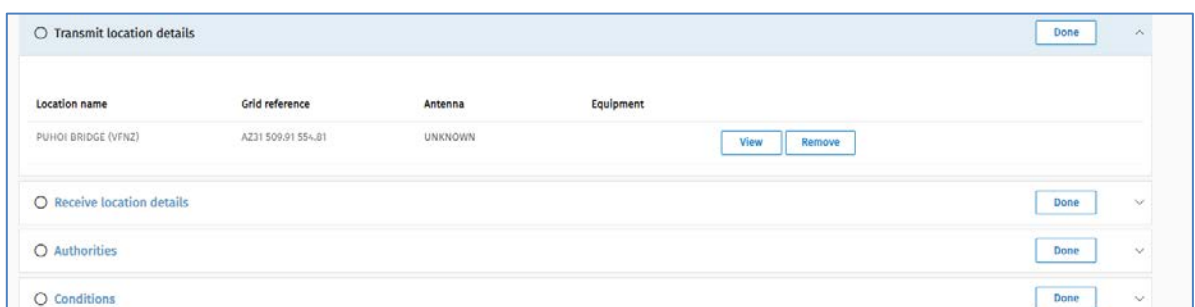 Transmit location details Done
Location name Grid reference Antenna Equipment
PUHOI BRIDGE (VFNZ) AZ31 509.91 554.81 UNKNOWN View Remove
Receive location details Done
Authorities Done
Conditions Done